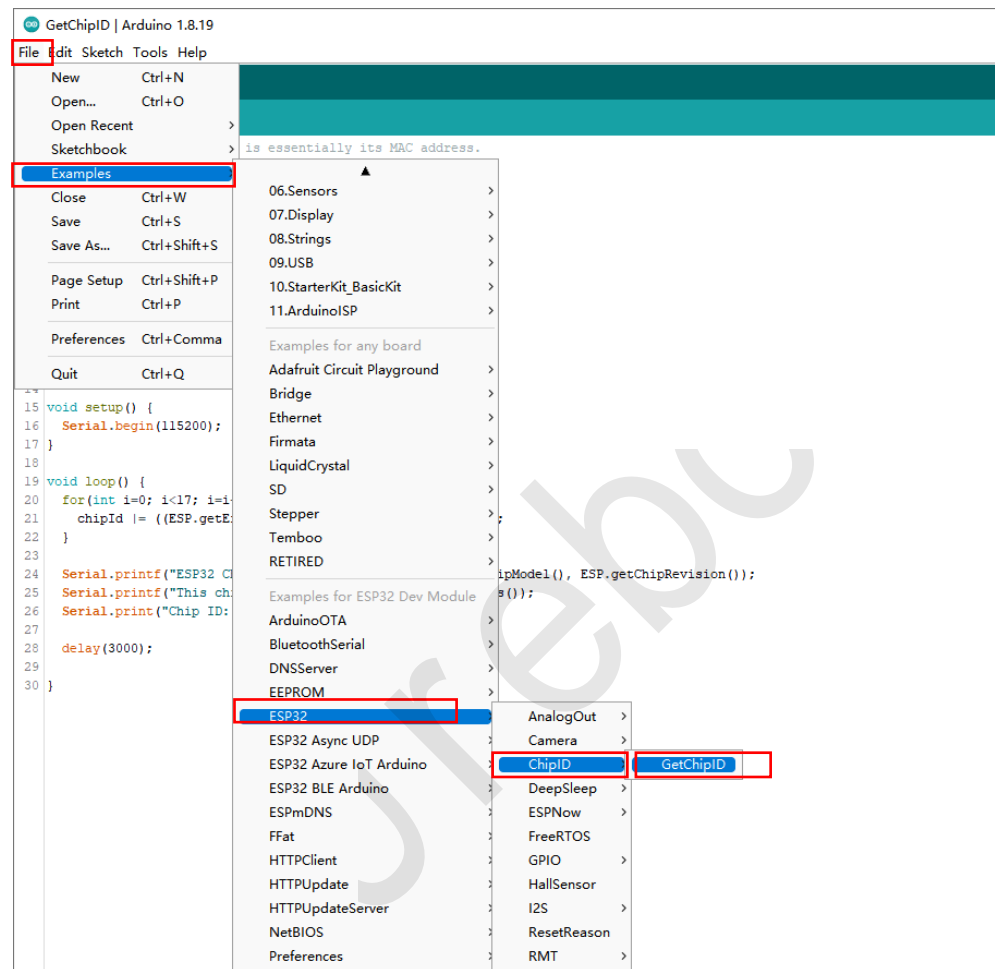 GetChipID | Arduino 1.8.19
File Edit Sketch Tools Help
New Ctrl+N
Open... Ctrl+O
Open Recent >
Sketchbook >
Examples
Close Ctrl+W
Save Ctrl+S
Save As... Ctrl+Shift+S
Page Setup Ctrl+Shift+P
Print Ctrl+P
Preferences Ctrl+Comma
Quit Ctrl+Q
is essentially its MAC address.
06.Sensors >
07.Display >
08.Strings >
09.USB >
10.StarterKit_BasicKit >
11.ArduinoISP >
Examples for any board
Adafruit Circuit Playground >
Bridge >
Ethernet >
Firmata >
LiquidCrystal >
SD >
Stepper >
Temboo >
RETIRED >
Examples for ESP32 Dev Module
ArduinoOTA >
BluetoothSerial >
DNSServer >
EEPROM >
ESP32
ESP32 Async UDP
ESP32 Azure IoT Arduino
ESP32 BLE Arduino
ESPmDNS
FFat
HTTPClient
HTTPUpdate
HTTPUpdateServer
NetBIOS
Preferences
AnalogOut >
Camera >
ChipID
DeepSleep >
ESPNow >
FreeRTOS
GPIO >
HallSensor
I2S >
ResetReason
RMT >
GetChipID
14
15 void setup() {
16 Serial.begin(115200);
17 }
18
19 void loop() {
20 for(int i=0; i<17; i=i
21 chipId |= ((ESP.getE ;
22 }
23
24 Serial.printf("ESP32 C ipModel(), ESP.getChipRevision());
25 Serial.printf("This chi s());
26 Serial.print("Chip ID:
27
28 delay(3000);
29
30 }